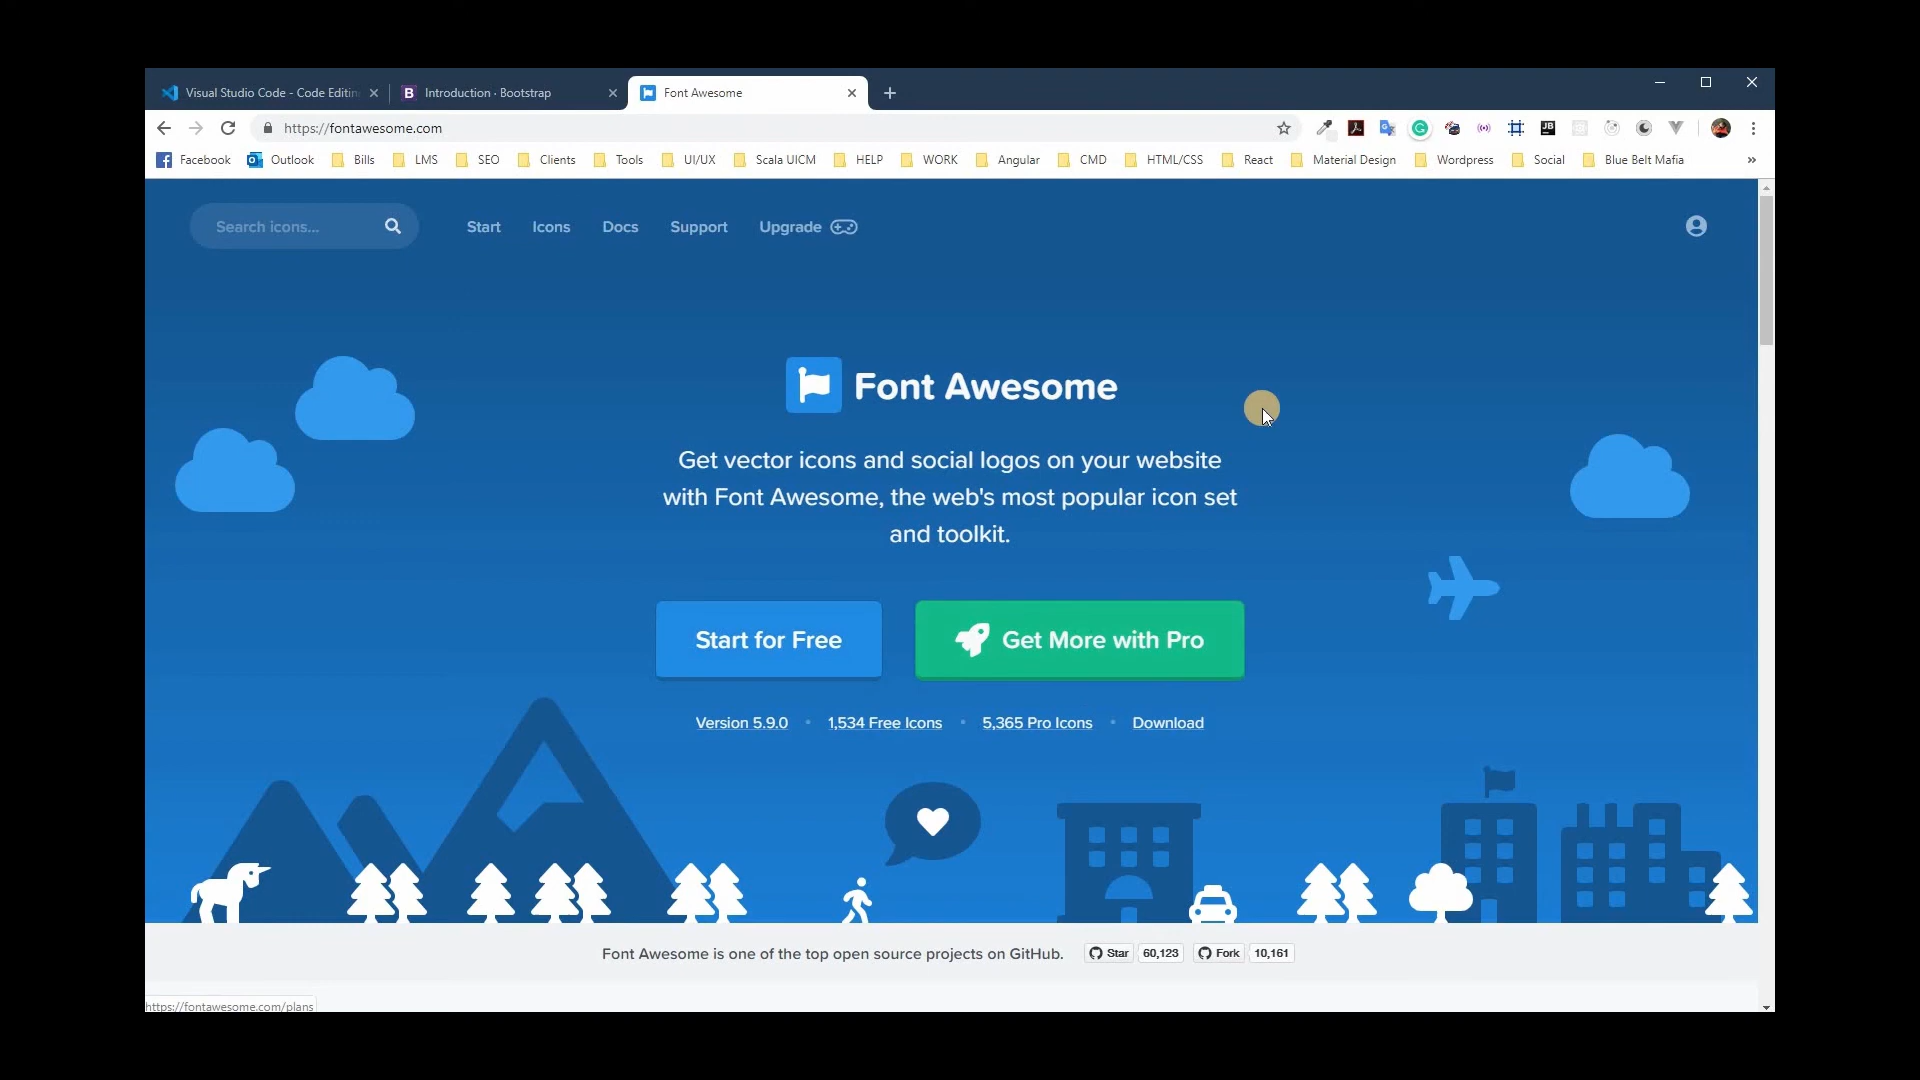 Visual Studio Code - Code Editin
Introduction · Bootstrap
Font Awesome
https://fontawesome.com
Facebook Outlook Bills LMS SEO Clients Tools UI/UX Scala UICM HELP WORK Angular CMD HTML/CSS React Material Design Wordpress Social Blue Belt Mafia »
Search icons...
Start Icons Docs Support Upgrade
Font Awesome
Get vector icons and social logos on your website
with Font Awesome, the web's most popular icon set
and toolkit.
Start for Free
Get More with Pro
Version 5.9.0 • 1,534 Free Icons • 5,365 Pro Icons • Download
Font Awesome is one of the top open source projects on GitHub. Star 60,123 Fork 10,161
https://fontawesome.com/plans